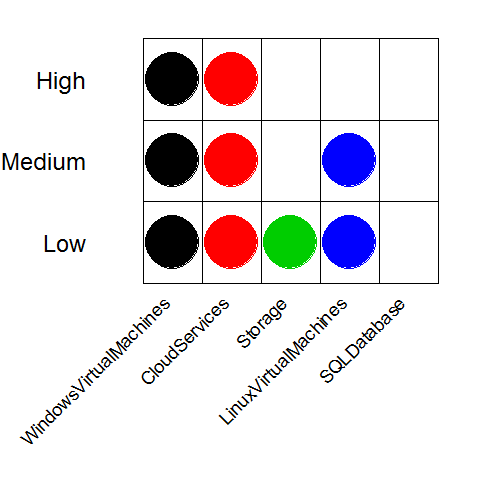 High
Medium
Low
WindowsVirtualMachines
CloudServices
Storage
LinuxVirtualMachines
SQLDatabase